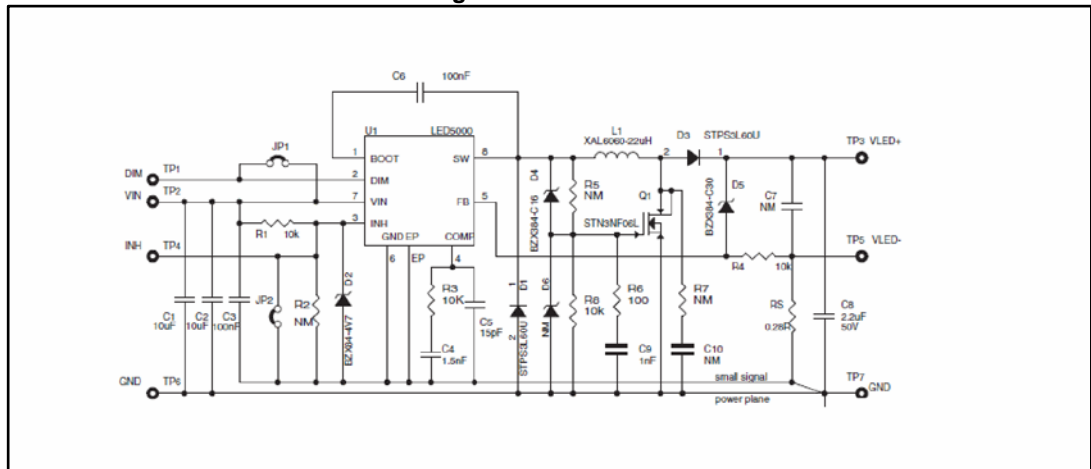 C6 100nF
U1 LED5000
1 BOOT
SW 8
2 DIM
7 VIN
FB 5
3 INH
GND EP COMP
6 EP 4
JP1
DIM TP1
VIN TP2
INH TP4
GND TP6
R1 10k
JP2
R2
NM
D2
BZX84-4V7
C1
10uF
C2
10uF
C3
100nF
R3
10K
C4
1.5nF
C5
15pF
1 D1
2 STPS3L60U
D4
BZX384-C16
D6
NM
R5
NM
R8
10k
L1
XAL6060-22uH
D3 STPS3L60U
2 1
Q1
STN3NF06L
R6
100
C9
1nF
R7
NM
C10
NM
BZX384-C30
D5
C7
NM
R4 10k
RS
0.28R
C8
2.2uF
50V
small signal
power plane
TP3 VLED+
TP5 VLED-
TP7
GND